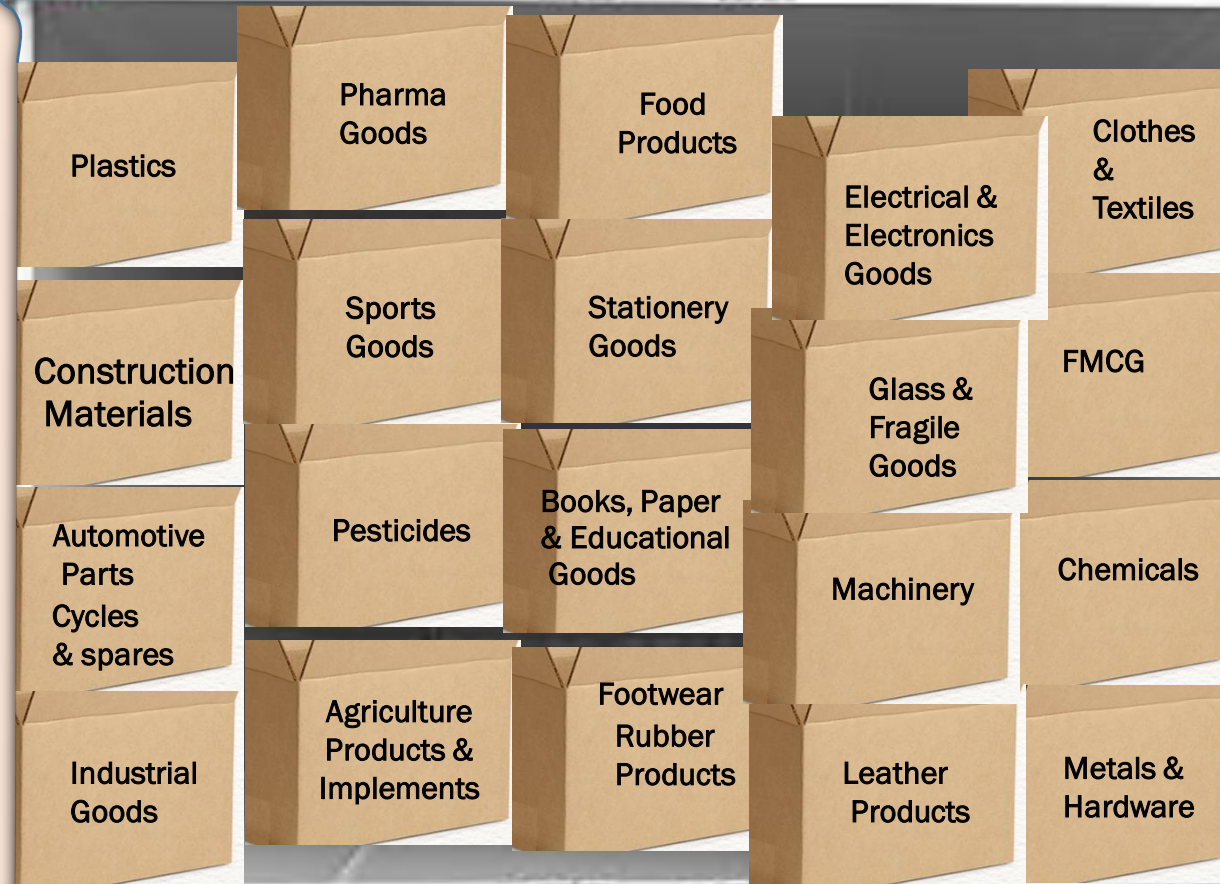 Plastics
Pharma
Goods
Food
Products
Electrical &
Electronics
Goods
Clothes
&
Textiles
Construction
Materials
Sports
Goods
Stationery
Goods
Glass &
Fragile
Goods
FMCG
Automotive
Parts
Cycles
& spares
Pesticides
Books, Paper
& Educational
Goods
Machinery
Chemicals
Industrial
Goods
Agriculture
Products &
Implements
Footwear
Rubber
Products
Leather
Products
Metals &
Hardware